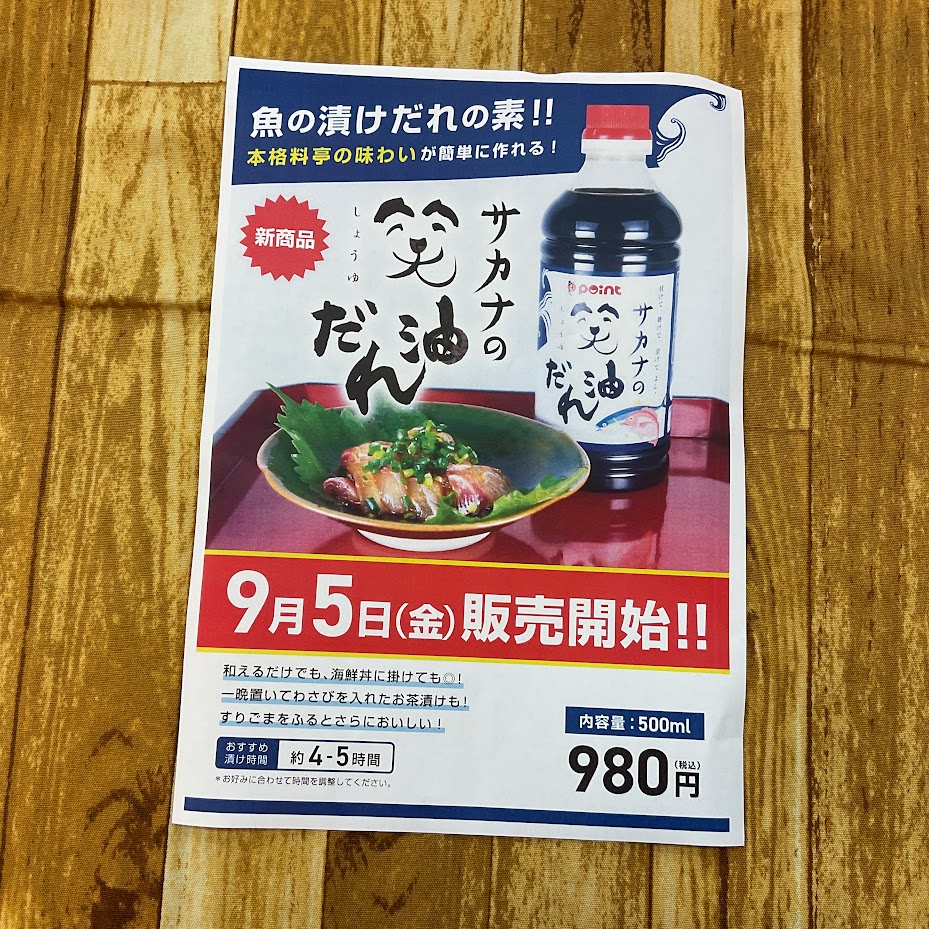 魚の漬けだれの素!!
本格料亭の味わいが簡単に作れる!
新商品
サカナの
笑油
しょうゆ
だれ
point
サカナの
笑油
だれ
9月5日(金)販売開始!!
和えるだけでも、海鮮丼に掛けても◎!
一晩置いてわさびを入れたお茶漬けも!
すりごまをふるとさらにおいしい!
おすすめ
漬け時間
約4-5時間
*お好みに合わせて時間を調整してください。
内容量:500ml
980円(税込)